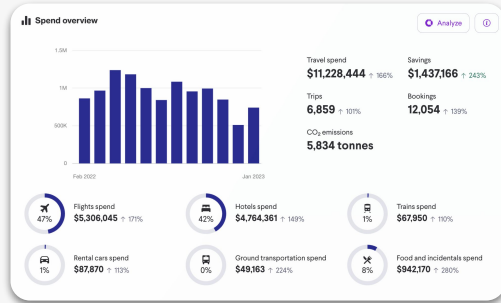 Spend overview
Analyze
1,5M
1M
500K
0
Feb 2022
Jan 2023
Travel spend
$11,228,444 ↑ 166%
Savings
$1,437,166 ↑ 243%
Trips
6,859 ↑ 101%
Bookings
12,054 ↑ 139%
CO₂ emissions
5,834 tonnes
47%
Flights spend
$5,306,045 ↑ 171%
42%
Hotels spend
$4,764,361 ↑ 149%
1%
Trains spend
$67,950 ↑ 110%
1%
Rental cars spend
$87,870 ↑ 113%
0%
Ground transportation spend
$49,163 ↑ 224%
8%
Food and incidentals spend
$942,170 ↑ 280%